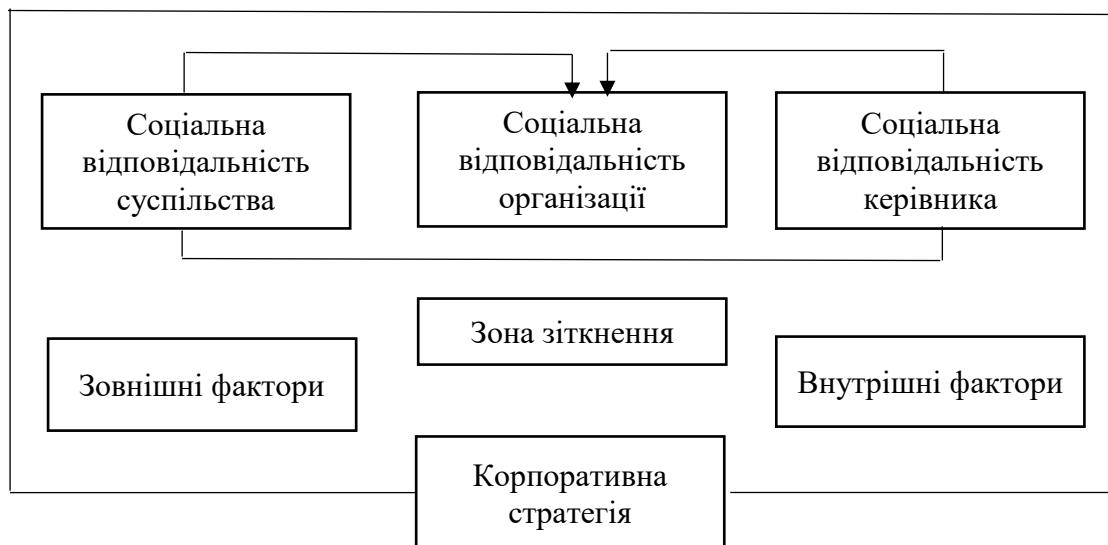 Соціальна
відповідальність
суспільства
Соціальна
відповідальність
організації
Соціальна
відповідальність
керівника
Зона зіткнення
Зовнішні фактори
Внутрішні фактори
Корпоративна
стратегія